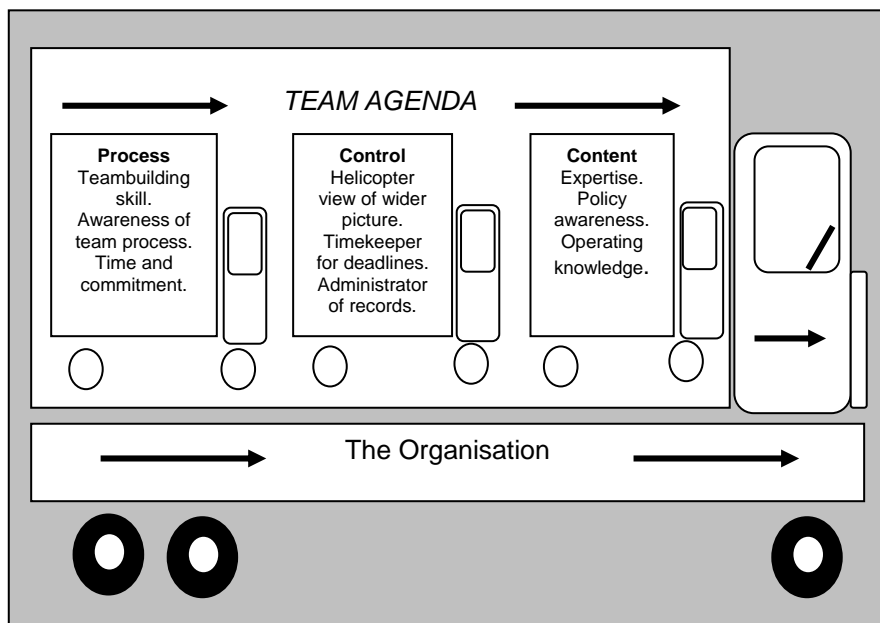 TEAM AGENDA
Process
Teambuilding
skill.
Awareness of
team process.
Time and
commitment.
Control
Helicopter
view of wider
picture.
Timekeeper
for deadlines.
Administrator
of records.
Content
Expertise.
Policy
awareness.
Operating
knowledge.
The Organisation